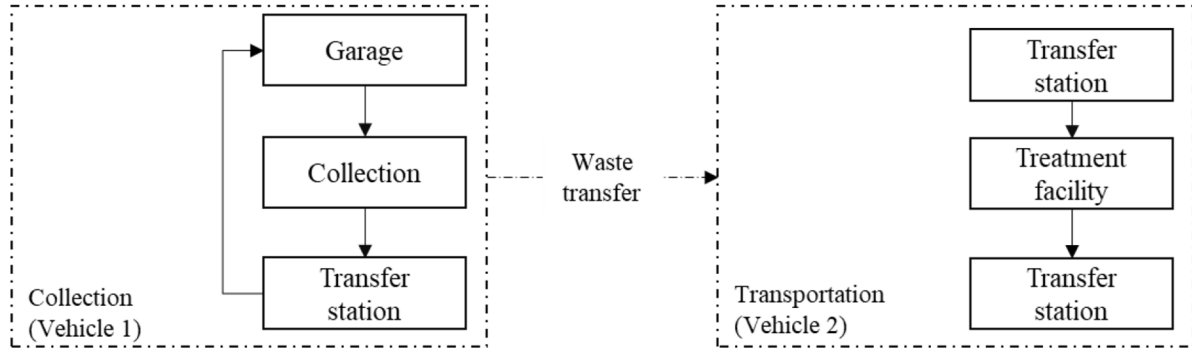 Garage
Collection
Transfer
station
Collection
(Vehicle 1)
Waste
transfer
Transfer
station
Treatment
facility
Transfer
station
Transportation
(Vehicle 2)